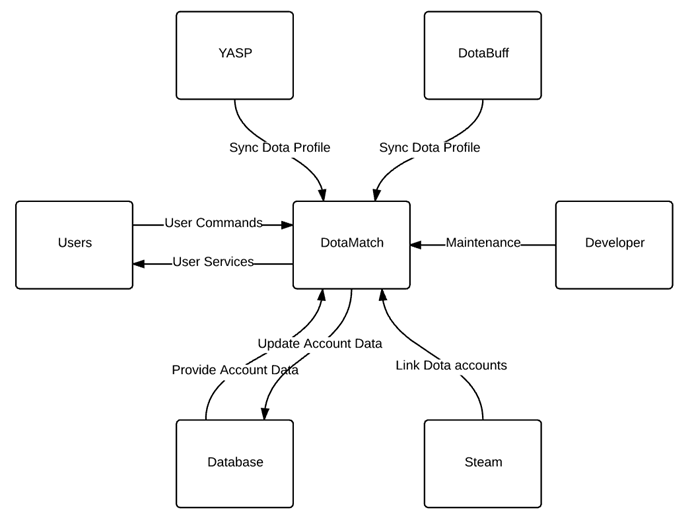 YASP
DotaBuff
Sync Dota Profile
Sync Dota Profile
User Commands
Users
DotaMatch
Maintenance
Developer
User Services
Update Account Data
Provide Account Data
Link Dota accounts
Database
Steam